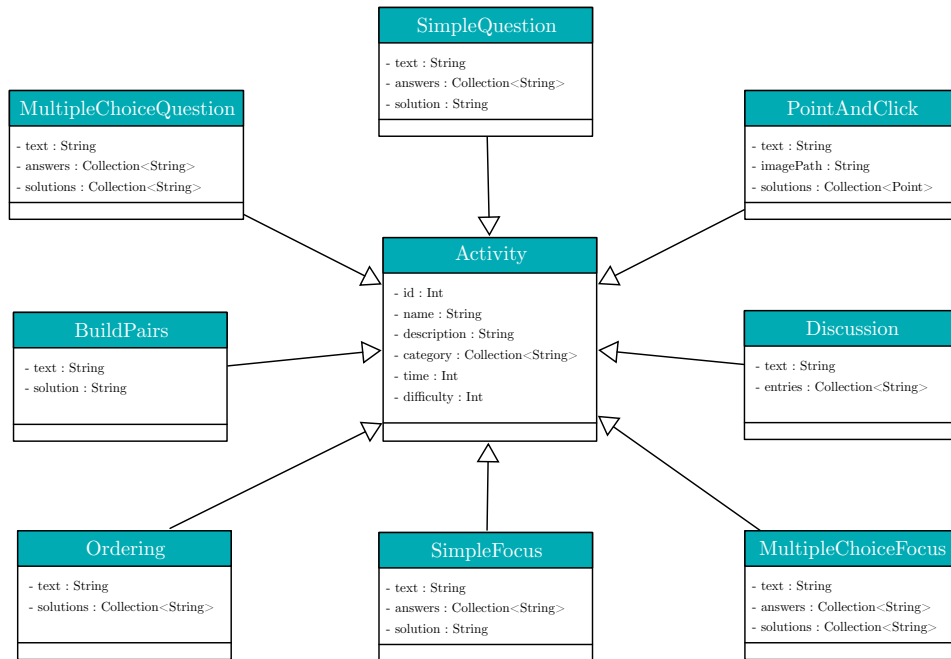 SimpleQuestion
- text : String
- answers : Collection<String>
- solution : String
MultipleChoiceQuestion
- text : String
- answers : Collection<String>
- solutions : Collection<String>
PointAndClick
- text : String
- imagePath : String
- solutions : Collection<Point>
Activity
- id : Int
- name : String
- description : String
- category : Collection<String>
- time : Int
- difficulty : Int
BuildPairs
- text : String
- solution : String
Discussion
- text : String
- entries : Collection<String>
Ordering
- text : String
- solutions : Collection<String>
SimpleFocus
- text : String
- answers : Collection<String>
- solution : String
MultipleChoiceFocus
- text : String
- answers : Collection<String>
- solutions : Collection<String>